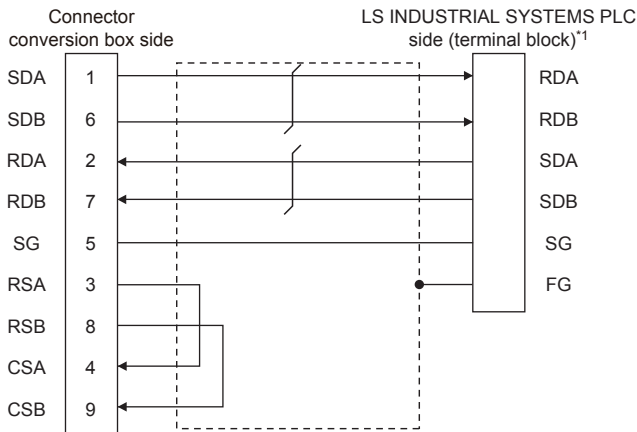 Connector
conversion box side
LS INDUSTRIAL SYSTEMS PLC
side (terminal block)*1
SDA 1 RDA
SDB 6 RDB
RDA 2 SDA
RDB 7 SDB
SG 5 SG
RSA 3 FG
RSB 8
CSA 4
CSB 9